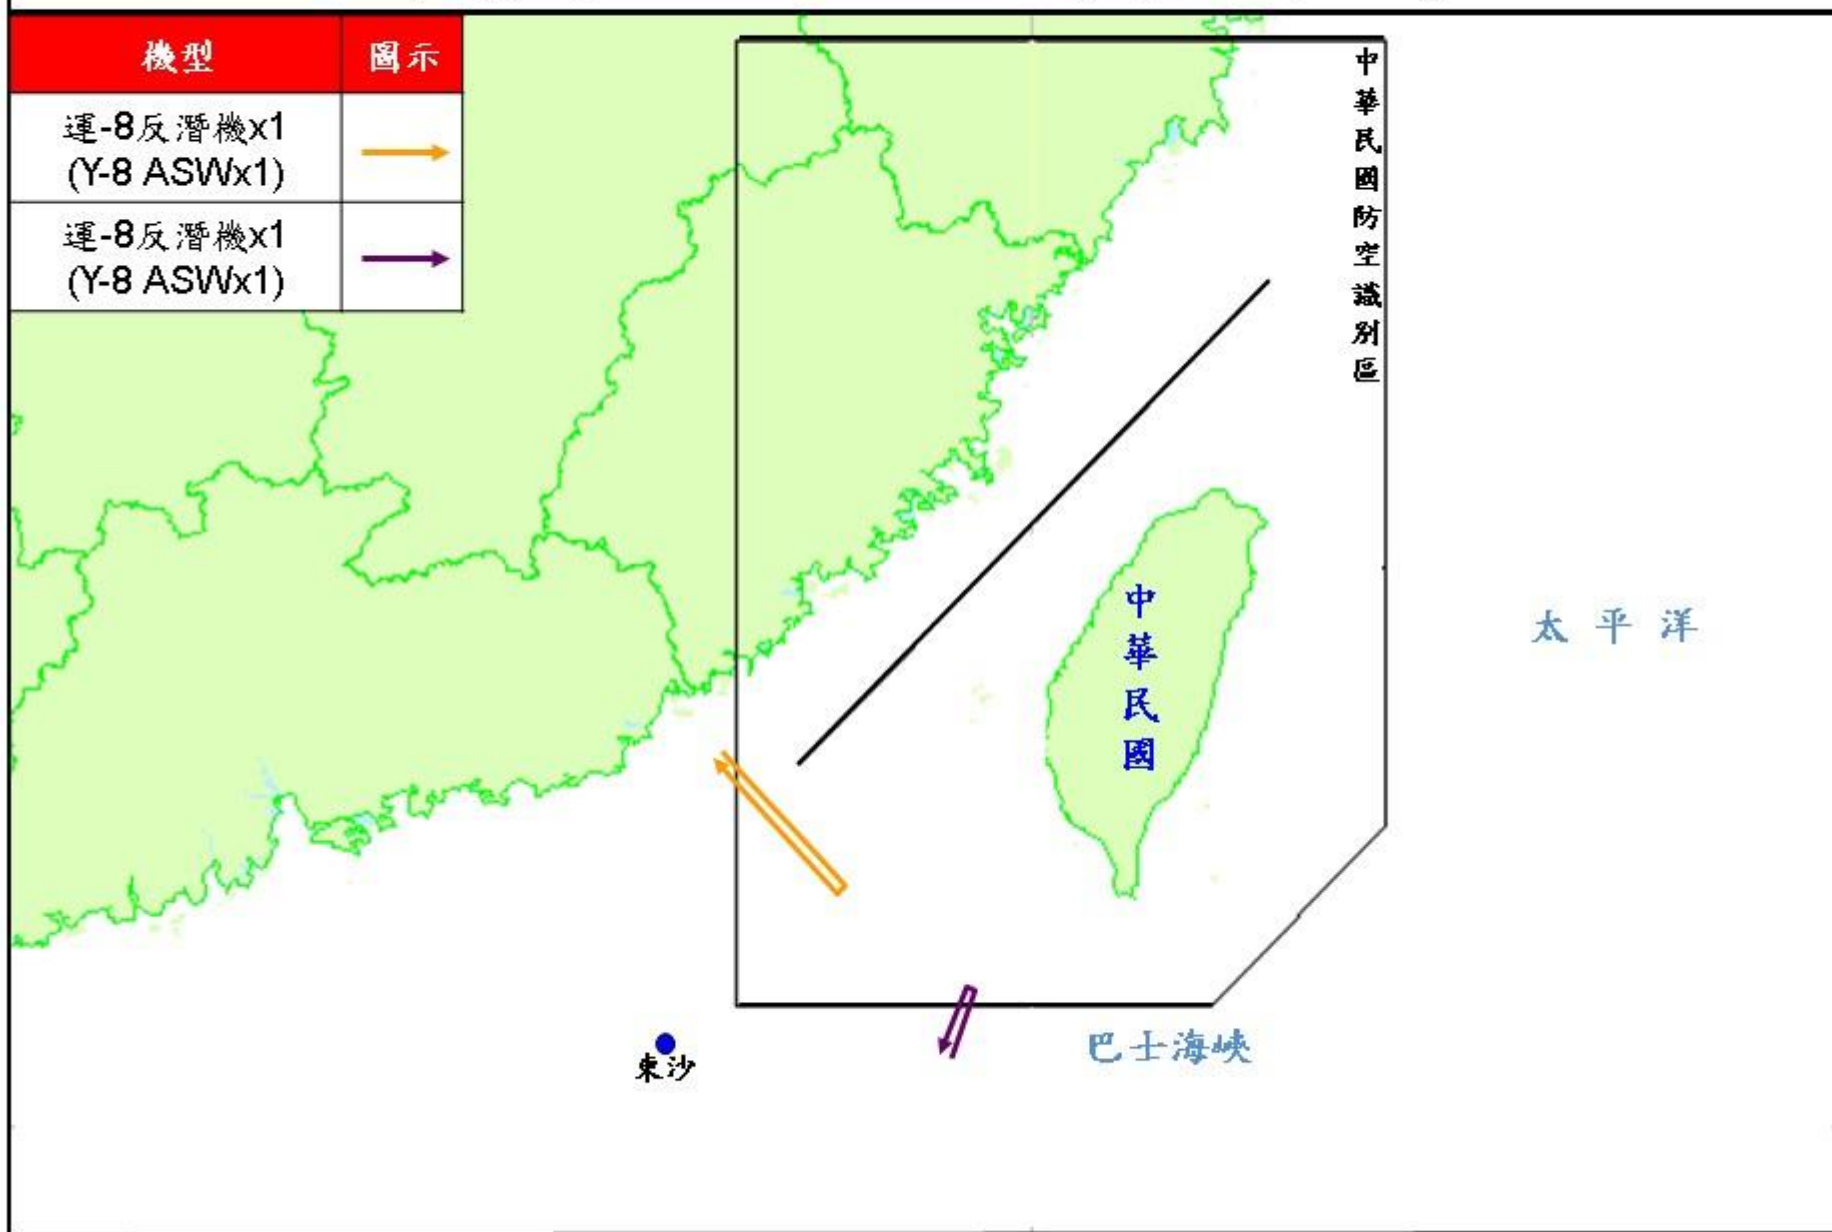 機型 圖示
運-8反潛機x1
(Y-8 ASWx1)
運-8反潛機x1
(Y-8 ASWx1)
中華民國防空識別區
中華民國
太平洋
巴士海峽
東沙